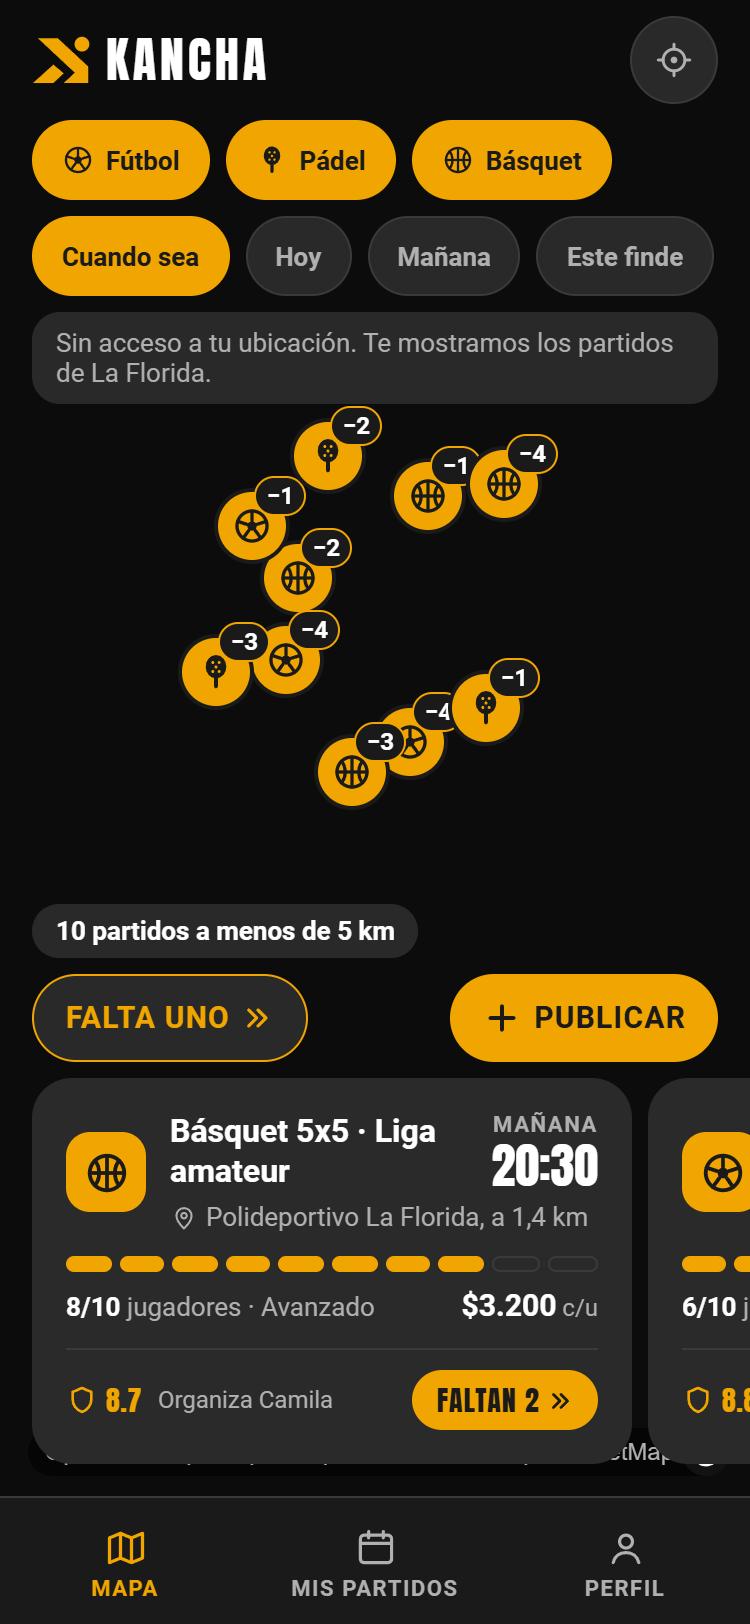 KANCHA
Fútbol
Pádel
Básquet
Cuando sea
Hoy
Mañana
Este finde
Sin acceso a tu ubicación. Te mostramos los partidos
de La Florida.
−2
−1
−4
−1
−2
−3
−4
−1
−4
−3
10 partidos a menos de 5 km
FALTA UNO »
+ PUBLICAR
Básquet 5x5 · Liga
amateur
MAÑANA
20:30
Polideportivo La Florida, a 1,4 km
8/10 jugadores · Avanzado
$3.200 c/u
6/10
8.7
Organiza Camila
FALTAN 2 »
MAPA
MIS PARTIDOS
PERFIL